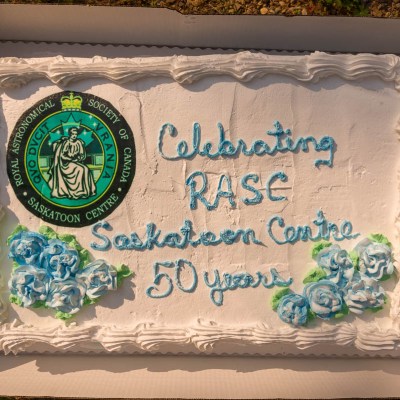 ROYAL ASTRONOMICAL SOCIETY OF CANADA
QUO DUCIT URANIA
• SASKATOON CENTRE •
Celebrating
RASC
Saskatoon Centre
50 years